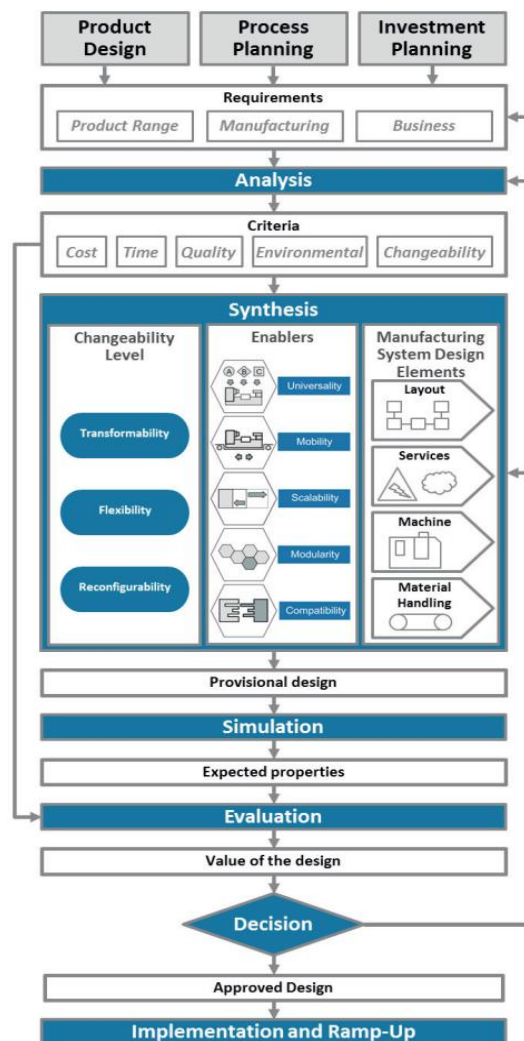 Product
Design
Process
Planning
Investment
Planning
Requirements
Product Range
Manufacturing
Business
Analysis
Criteria
Cost
Time
Quality
Environmental
Changeability
Synthesis
Changeability
Level
Transformability
Flexibility
Reconfigurability
Enablers
A B C
Universality
Mobility
Scalability
Modularity
Compatibility
Manufacturing
System Design
Elements
Layout
Services
Machine
Material
Handling
Provisional design
Simulation
Expected properties
Evaluation
Value of the design
Decision
Approved Design
Implementation and Ramp-Up